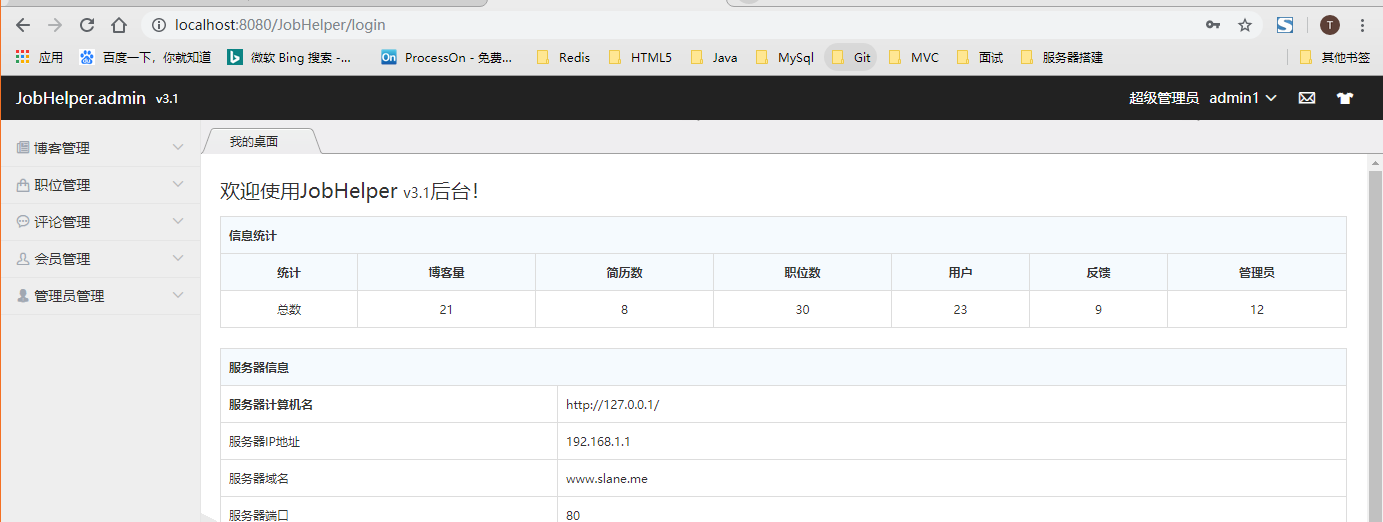 localhost:8080/JobHelper/login
T
应用 百度一下，你就知道 微软 Bing 搜索 -... On ProcessOn - 免费... Redis HTML5 Java MySql Git MVC 面试 服务器搭建 其他书签
JobHelper.admin v3.1 超级管理员 admin1
我的桌面
博客管理
职位管理
评论管理
会员管理
管理员管理
欢迎使用JobHelper v3.1后台!
信息统计
统计 博客量 简历数 职位数 用户 反馈 管理员
总数 21 8 30 23 9 12
服务器信息
服务器计算机名 http://127.0.0.1/
服务器IP地址 192.168.1.1
服务器域名 www.slane.me
服务器端口 80